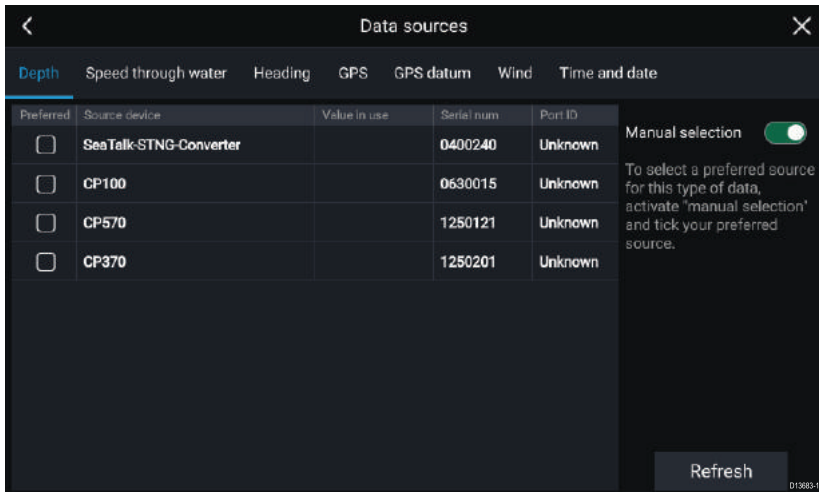 Data sources
Depth Speed through water Heading GPS GPS datum Wind Time and date
Preferred Source device Value in use Serial num Port ID
SeaTalk-STNG-Converter 0400240 Unknown
CP100 0630015 Unknown
CP570 1250121 Unknown
CP370 1250201 Unknown
Manual selection
To select a preferred source
for this type of data,
activate "manual selection"
and tick your preferred
source.
Refresh
D13683-1